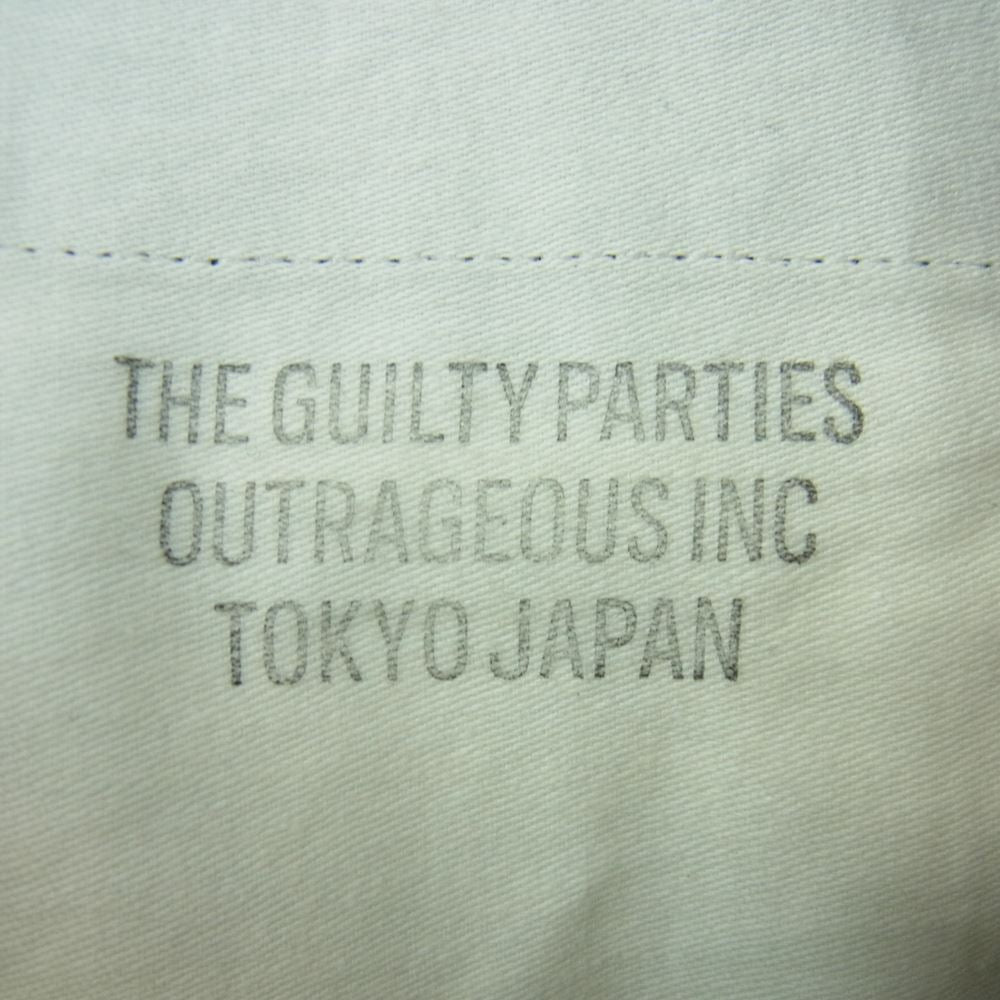 THE GUILTY PARTIES
OUTRAGEOUS INC
TOKYO JAPAN